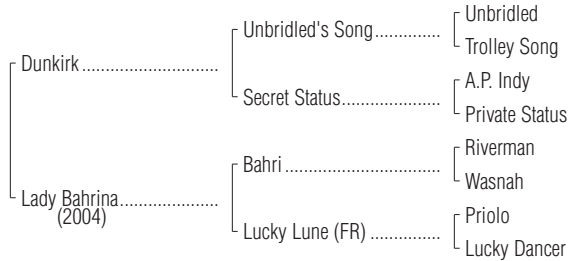 Unbridled
Unbridled's Song
Trolley Song
Dunkirk
A.P. Indy
Secret Status
Private Status
Riverman
Bahri
Wasnah
Lady Bahrina
(2004)
Priolo
Lucky Lune (FR)
Lucky Dancer